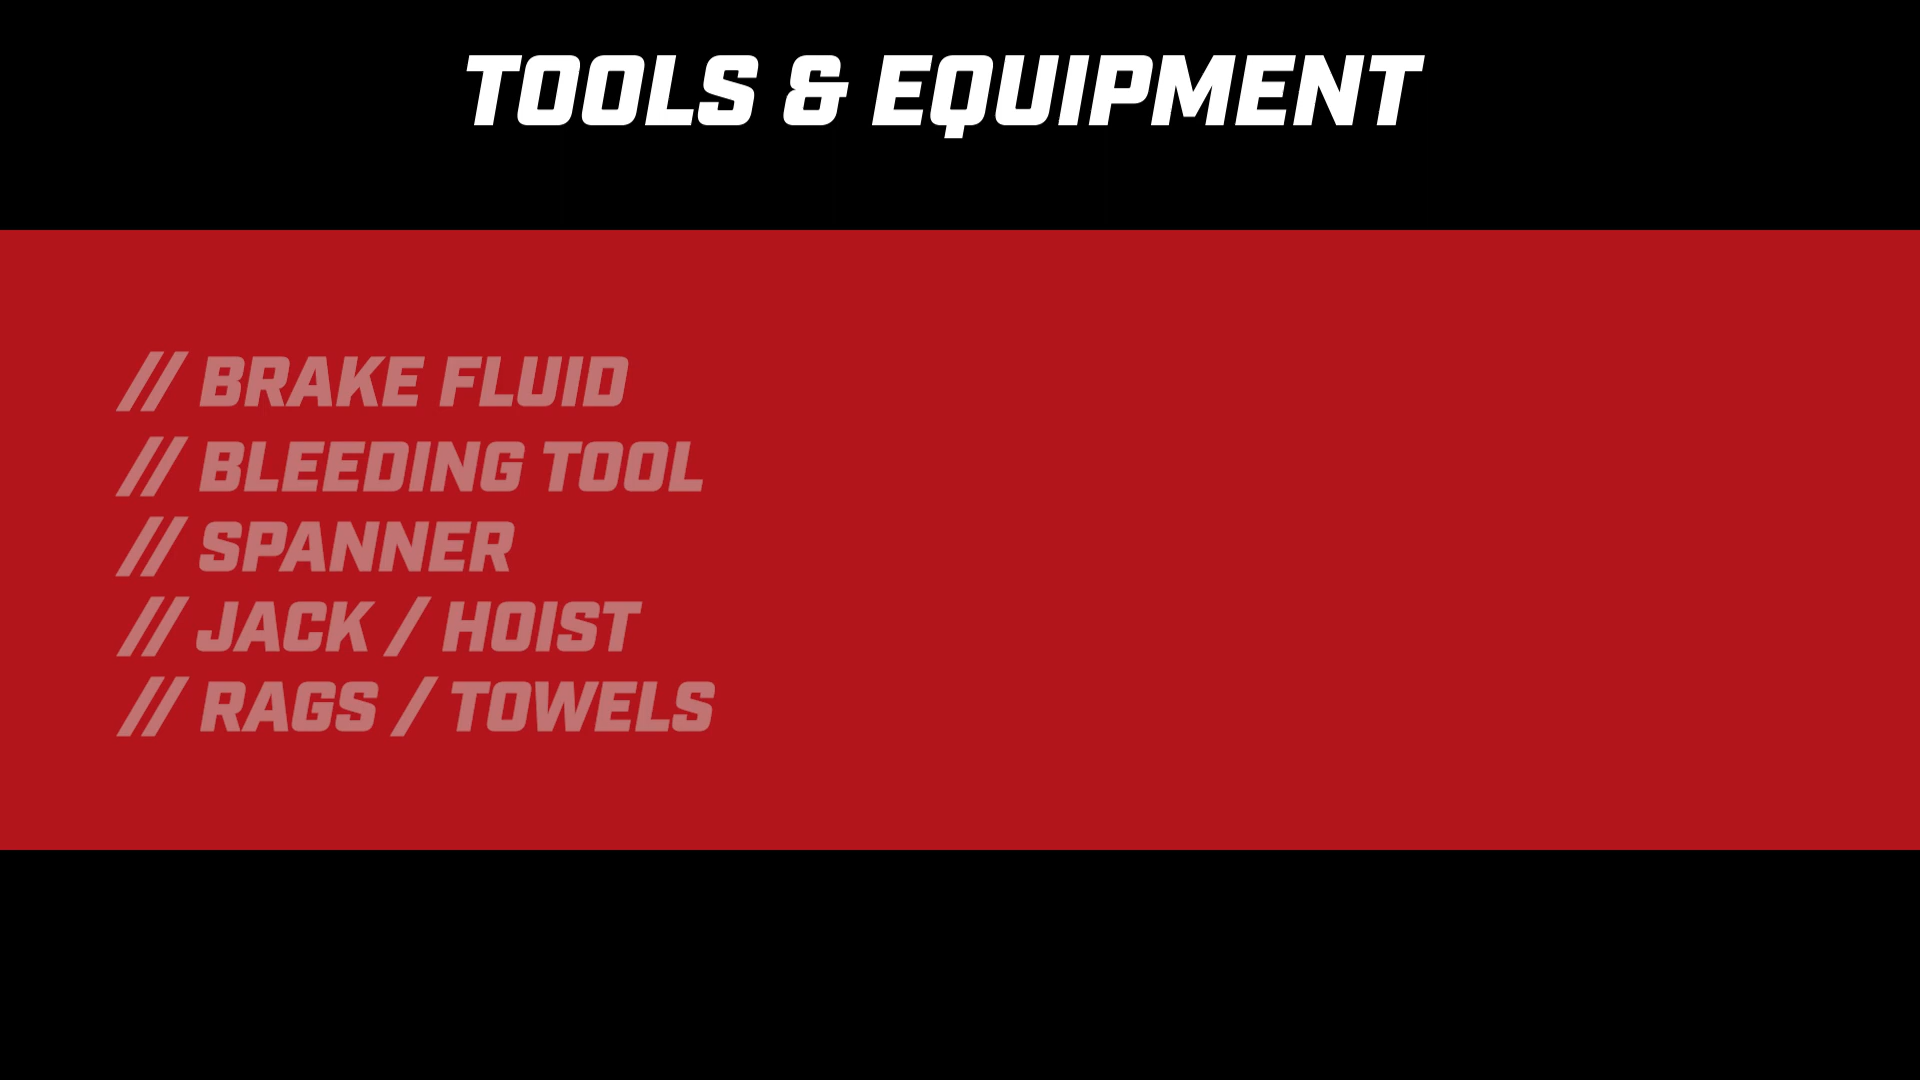 TOOLS & EQUIPMENT
// BRAKE FLUID
// BLEEDING TOOL
// SPANNER
// JACK / HOIST
// RAGS / TOWELS